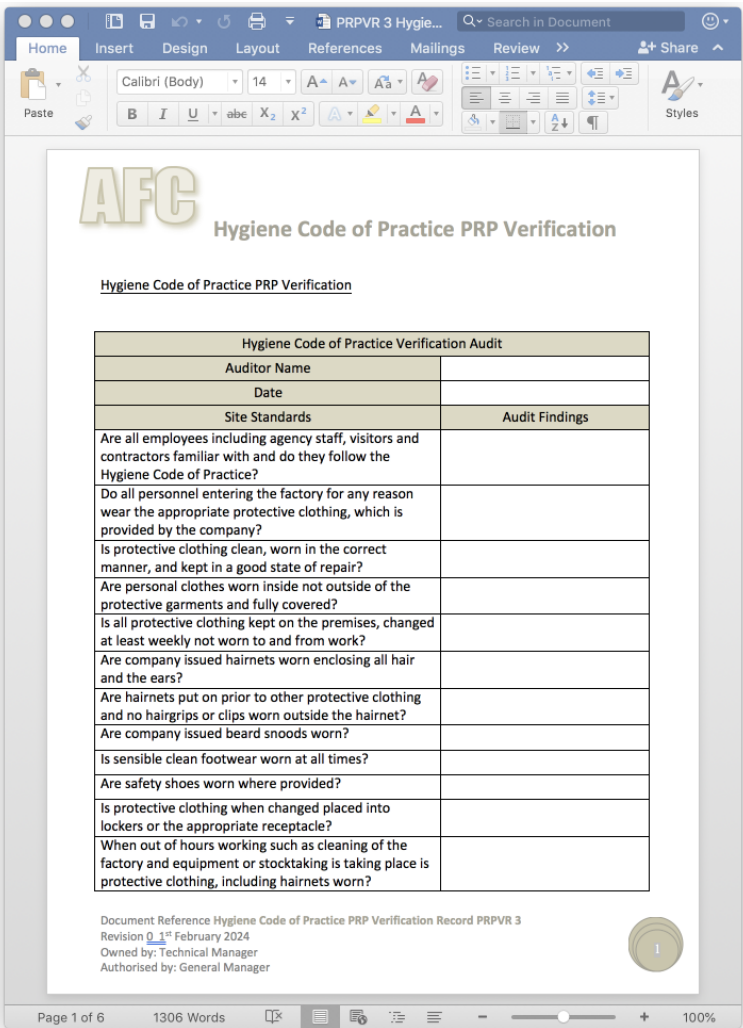 PRPVR 3 Hygie...
Search in Document
Home Insert Design Layout References Mailings Review >> Share
Paste
Calibri (Body) 14
Styles
AFC
Hygiene Code of Practice PRP Verification
Hygiene Code of Practice PRP Verification
Hygiene Code of Practice Verification Audit
Auditor Name
Date
Site Standards Audit Findings
Are all employees including agency staff, visitors and
contractors familiar with and do they follow the
Hygiene Code of Practice?
Do all personnel entering the factory for any reason
wear the appropriate protective clothing, which is
provided by the company?
Is protective clothing clean, worn in the correct
manner, and kept in a good state of repair?
Are personal clothes worn inside not outside of the
protective garments and fully covered?
Is all protective clothing kept on the premises, changed
at least weekly not worn to and from work?
Are company issued hairnets worn enclosing all hair
and the ears?
Are hairnets put on prior to other protective clothing
and no hairgrips or clips worn outside the hairnet?
Are company issued beard snoods worn?
Is sensible clean footwear worn at all times?
Are safety shoes worn where provided?
Is protective clothing when changed placed into
lockers or the appropriate receptacle?
When out of hours working such as cleaning of the
factory and equipment or stocktaking is taking place is
protective clothing, including hairnets worn?
Document Reference Hygiene Code of Practice PRP Verification Record PRPVR 3
Revision 0 1st February 2024
Owned by: Technical Manager
Authorised by: General Manager
1
Page 1 of 6 1306 Words 100%